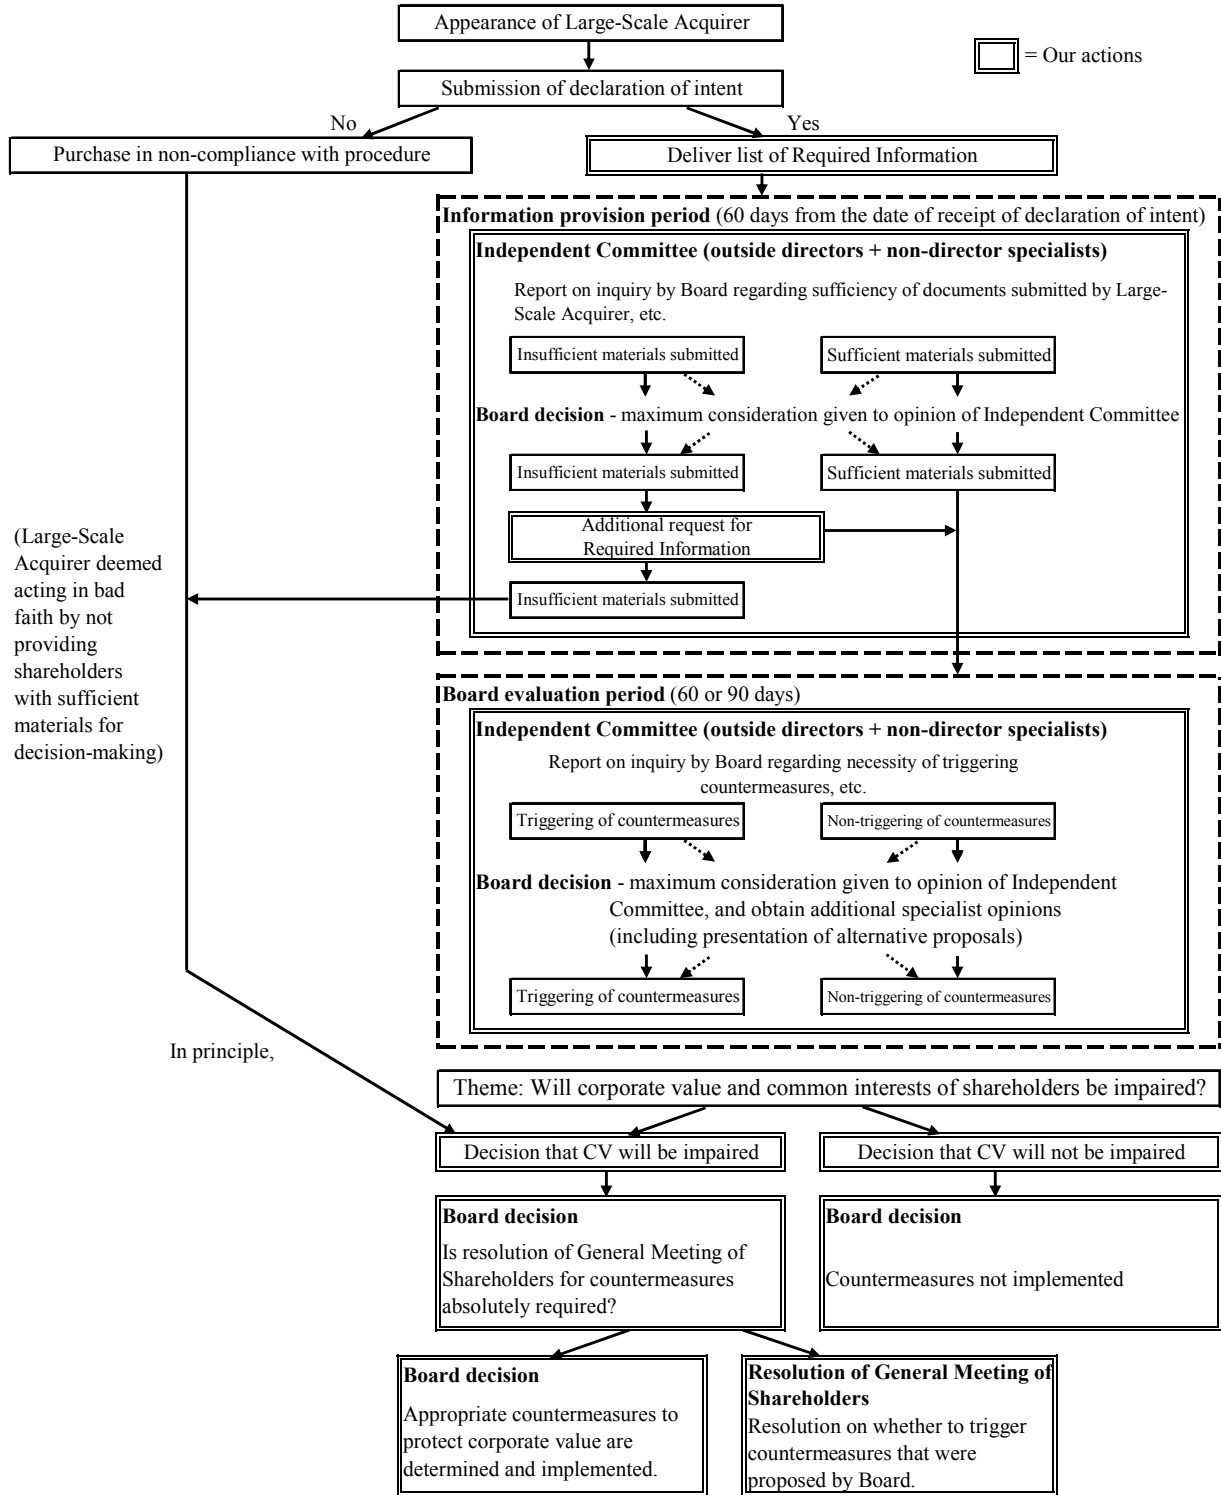 Appearance of Large-Scale Acquirer
= Our actions
Submission of declaration of intent
No
Yes
Purchase in non-compliance with procedure
Deliver list of Required Information
Information provision period (60 days from the date of receipt of declaration of intent)
Independent Committee (outside directors + non-director specialists)
Report on inquiry by Board regarding sufficiency of documents submitted by Large-
Scale Acquirer, etc.
Insufficient materials submitted
Sufficient materials submitted
Board decision - maximum consideration given to opinion of Independent Committee
Insufficient materials submitted
Sufficient materials submitted
Additional request for
Required Information
Insufficient materials submitted
(Large-Scale
Acquirer deemed
acting in bad
faith by not
providing
shareholders
with sufficient
materials for
decision-making)
Board evaluation period (60 or 90 days)
Independent Committee (outside directors + non-director specialists)
Report on inquiry by Board regarding necessity of triggering
countermeasures, etc.
Triggering of countermeasures
Non-triggering of countermeasures
Board decision - maximum consideration given to opinion of Independent
Committee, and obtain additional specialist opinions
(including presentation of alternative proposals)
Triggering of countermeasures
Non-triggering of countermeasures
In principle,
Theme: Will corporate value and common interests of shareholders be impaired?
Decision that CV will be impaired
Decision that CV will not be impaired
Board decision
Is resolution of General Meeting of
Shareholders for countermeasures
absolutely required?
Board decision
Countermeasures not implemented
Board decision
Appropriate countermeasures to
protect corporate value are
determined and implemented.
Resolution of General Meeting of
Shareholders
Resolution on whether to trigger
countermeasures that were
proposed by Board.